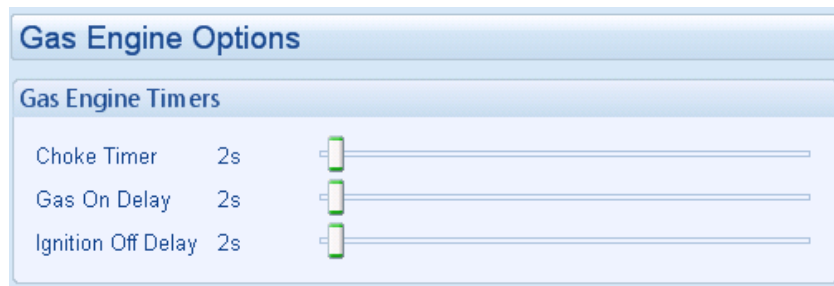 Gas Engine Options
Gas Engine Timers
Choke Timer 2s
Gas On Delay 2s
Ignition Off Delay 2s